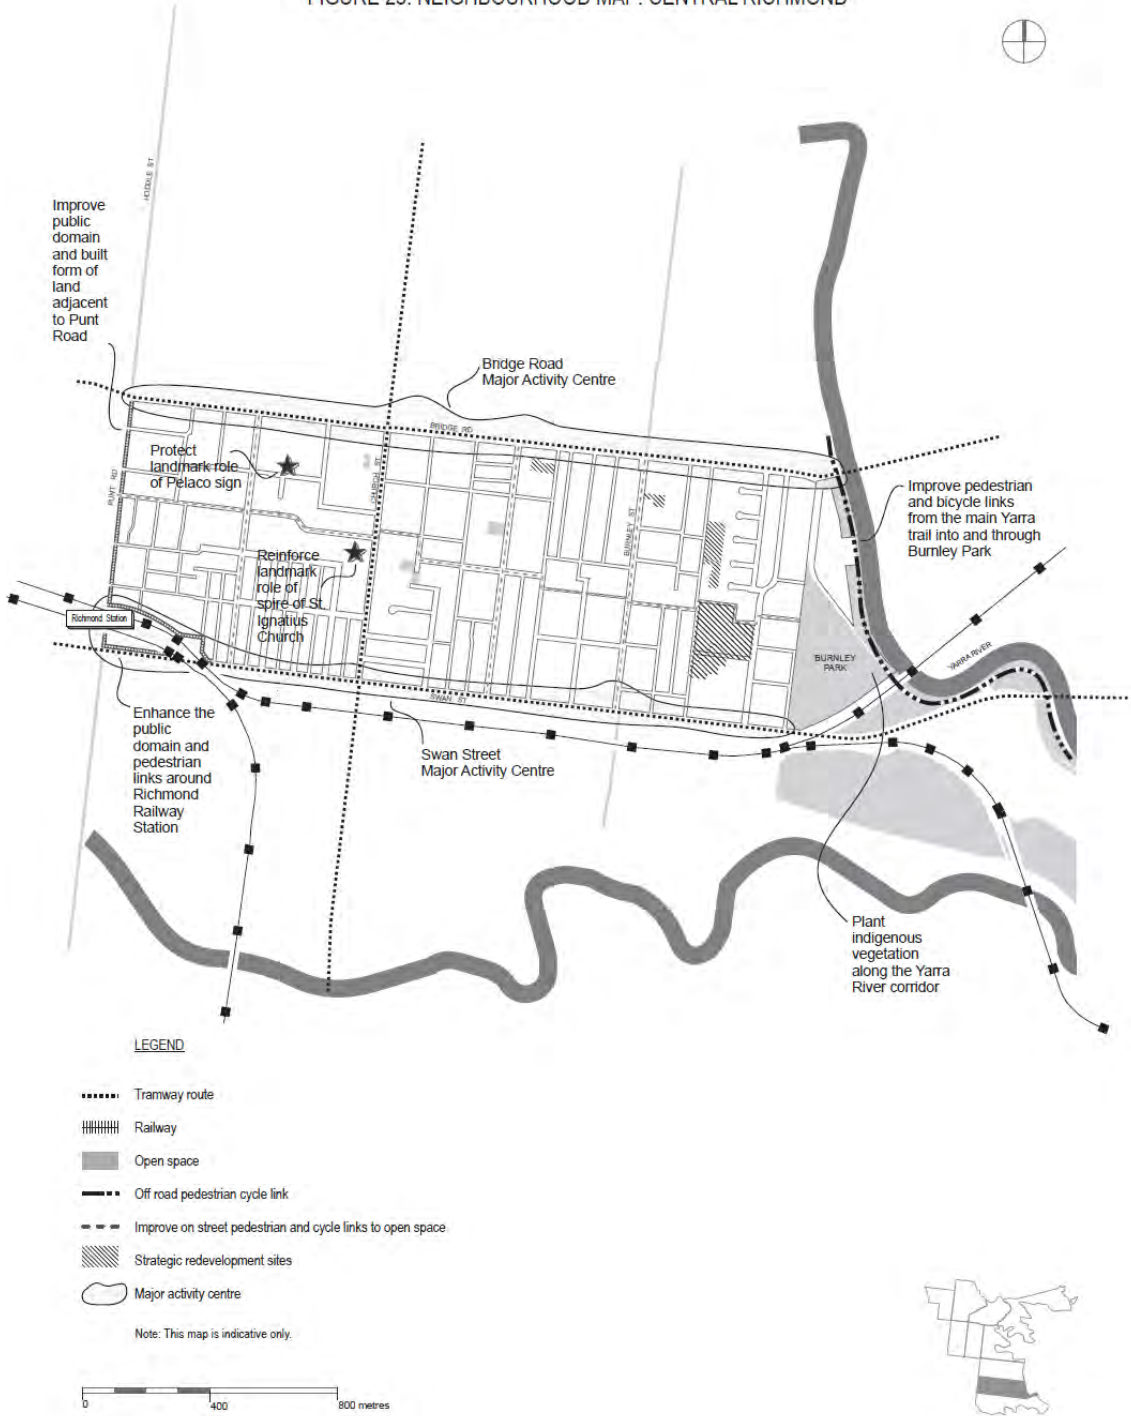 FIGURE 23: NEIGHBOURHOOD MAP: CENTRAL RICHMOND
HODDLE ST
Improve
public
domain
and built
form of
land
adjacent
to Punt
Road
Bridge Road
Major Activity Centre
BRIDGE RD
Protect
landmark role
of Pelaco sign
CHURCH ST
PUNT RD
BURNLEY ST
Improve pedestrian
and bicycle links
from the main Yarra
trail into and through
Burnley Park
Reinforce
landmark
role of
spire of St.
Ignatius
Church
Richmond Station
BURNLEY
PARK
YARRA RIVER
SWAN ST
Enhance the
public
domain and
pedestrian
links around
Richmond
Railway
Station
Swan Street
Major Activity Centre
Plant
indigenous
vegetation
along the Yarra
River corridor
LEGEND
Tramway route
Railway
Open space
Off road pedestrian cycle link
Improve on street pedestrian and cycle links to open space
Strategic redevelopment sites
Major activity centre
Note: This map is indicative only.
0 400 800 metres